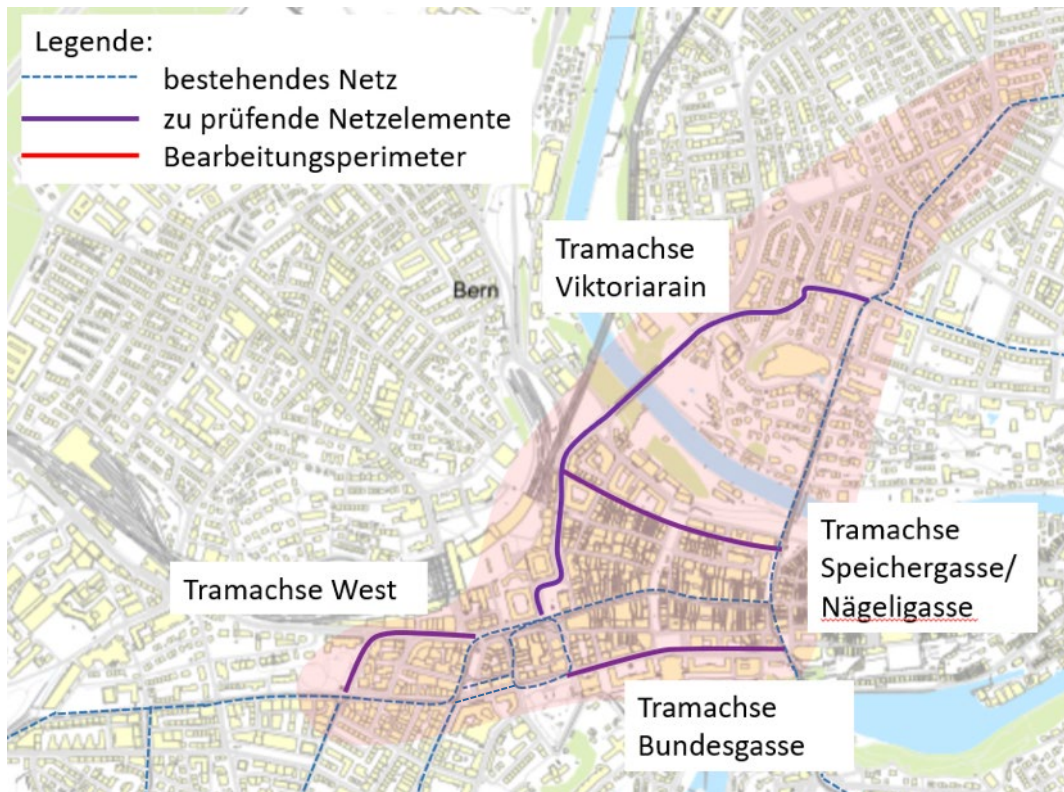 Legende:
bestehendes Netz
zu prüfende Netzelemente
Bearbeitungsperimeter
Tramachse
Viktoriarain
Bern
Tramachse
Speichergasse/
Nägeligasse
Tramachse West
Tramachse
Bundesgasse